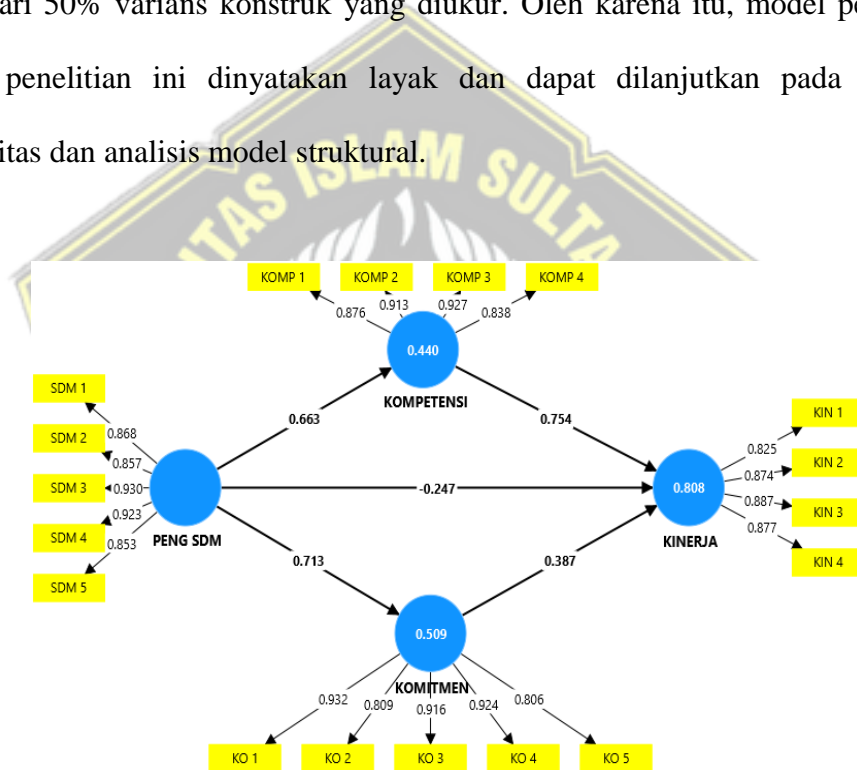 ari 50% varians konstruk yang diukur. Oleh karena itu, model pe
penelitian ini dinyatakan layak dan dapat dilanjutkan pada
itas dan analisis model struktural.
ITAS ISLAM SULTA
KOMP 1 KOMP 2 KOMP 3 KOMP 4
0.876 0.913 0.927 0.838
0.440
KOMPETENSI
SDM 1
SDM 2
SDM 3
SDM 4
SDM 5
0.868
0.857
0.930
0.923
0.853
PENG SDM
0.663
0.754
-0.247
0.713
0.387
0.808
KINERJA
0.825
0.874
0.887
0.877
KIN 1
KIN 2
KIN 3
KIN 4
0.509
KOMITMEN
0.932 0.809 0.916 0.924 0.806
KO 1 KO 2 KO 3 KO 4 KO 5